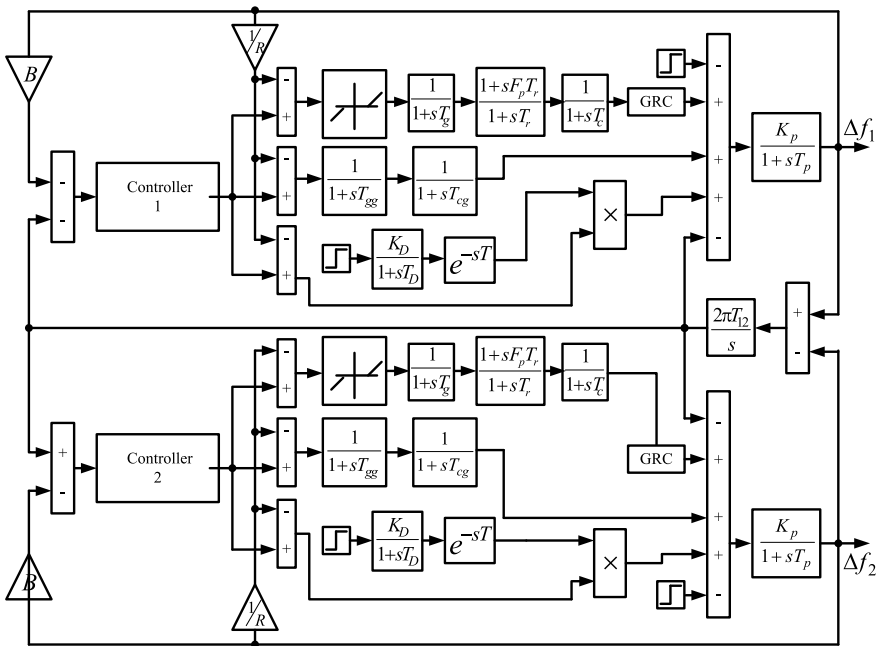 1/R
B
-
+
1
1+sT_g
1+sF_pT_r
1+sT_r
1
1+sT_c
GRC
-
+
+
+
-
K_p
1+sT_p
Δf_1
-
-
Controller
1
-
+
1
1+sT_gg
1
1+sT_cg
×
-
+
K_D
1+sT_D
e^-sT
2πT_12
s
+
-
-
+
1
1+sT_g
1+sF_pT_r
1+sT_r
1
1+sT_c
+
-
Controller
2
-
+
1
1+sT_gg
1
1+sT_cg
GRC
-
+
+
+
-
K_p
1+sT_p
Δf_2
-
+
K_D
1+sT_D
e^-sT
×
B
1/R